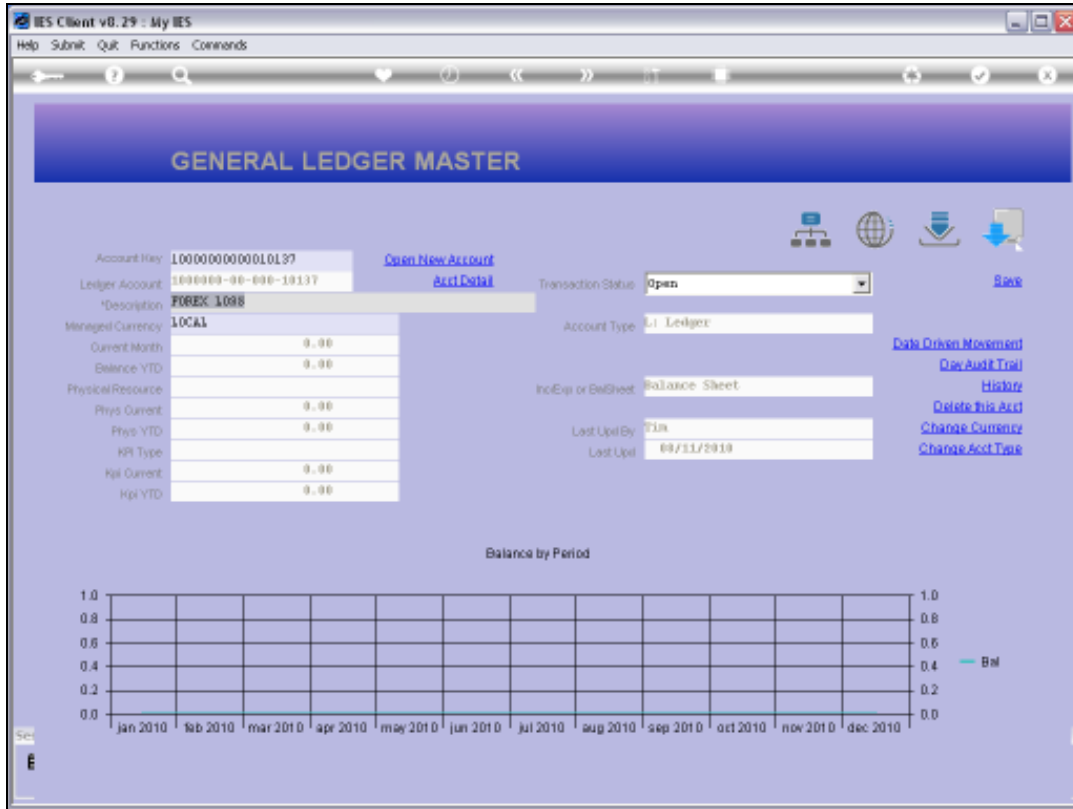 IES Client v8.29 : My IES
Help Submit Quit Functions Commands
GENERAL LEDGER MASTER
Account Key 1000000000010137 Open New Account
Ledger Account 1000000-00-000-10137 Acct Detail Transaction Status Open Save
*Description FOREX LOSS
Managed Currency LOCAL Account Type L: Ledger
Current Month 0.00 Date Driven Movement
Balance YTD 0.00 Day Audit Trail
Physical Resource Inc/Exp or BalSheet Balance Sheet History
Phys Current 0.00 Delete this Acct
Phys YTD 0.00 Last Upd By Tim Change Currency
KPI Type Last Upd 08/11/2010 Change Acct Type
Kpi Current 0.00
Kpi YTD 0.00
Balance by Period
1.0 1.0
0.8 0.8
0.6 0.6
0.4 0.4 Bal
0.2 0.2
0.0 0.0
jan 2010 feb 2010 mar 2010 apr 2010 may 2010 jun 2010 jul 2010 aug 2010 sep 2010 oct 2010 nov 2010 dec 2010